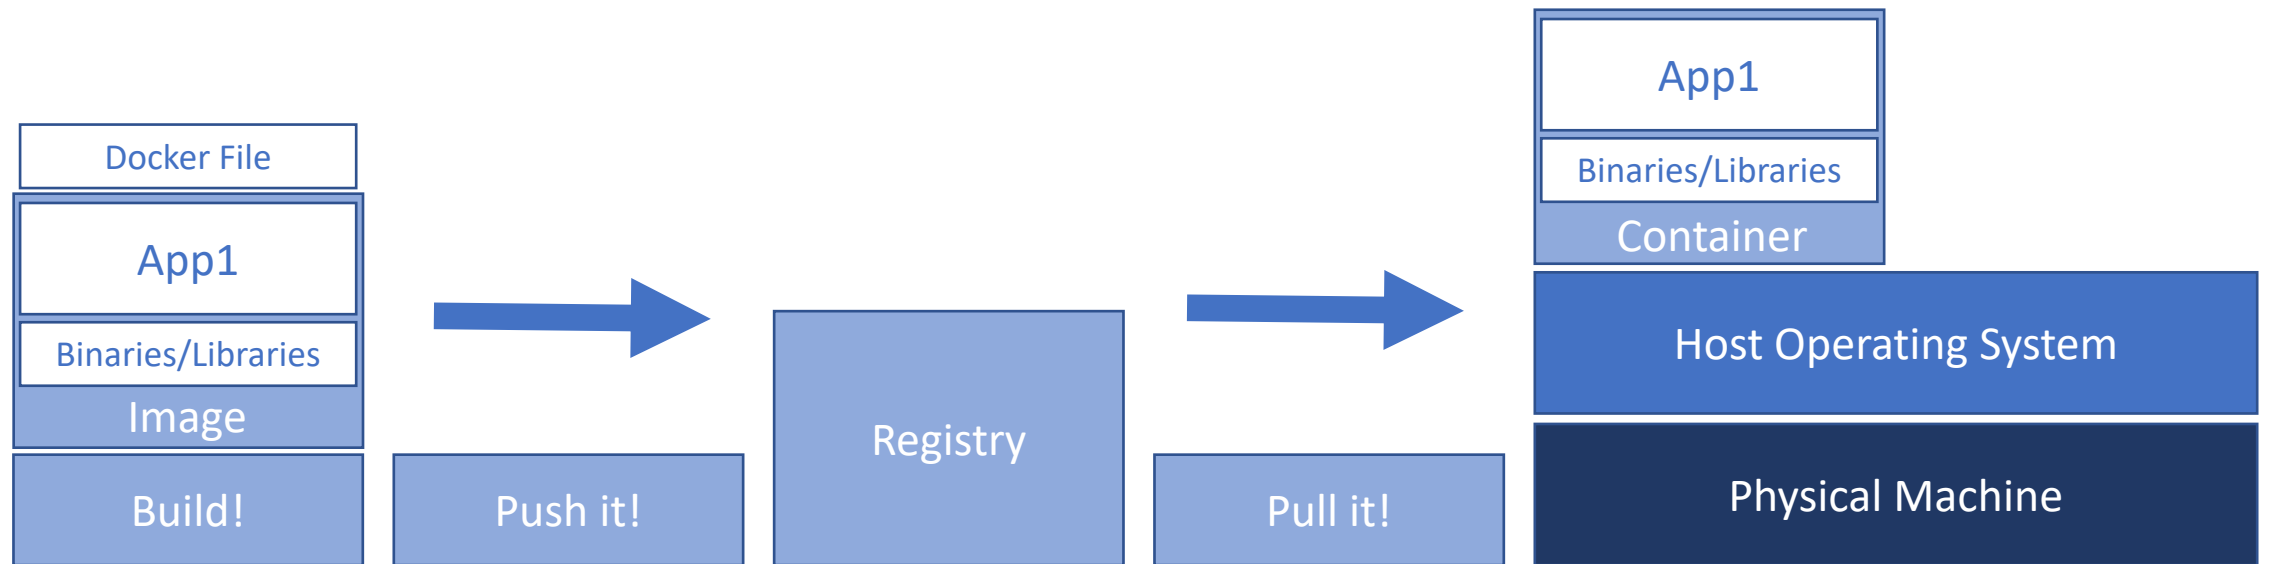 Docker File
App1
Binaries/Libraries
Image
Build!
Push it!
Registry
Pull it!
App1
Binaries/Libraries
Container
Host Operating System
Physical Machine